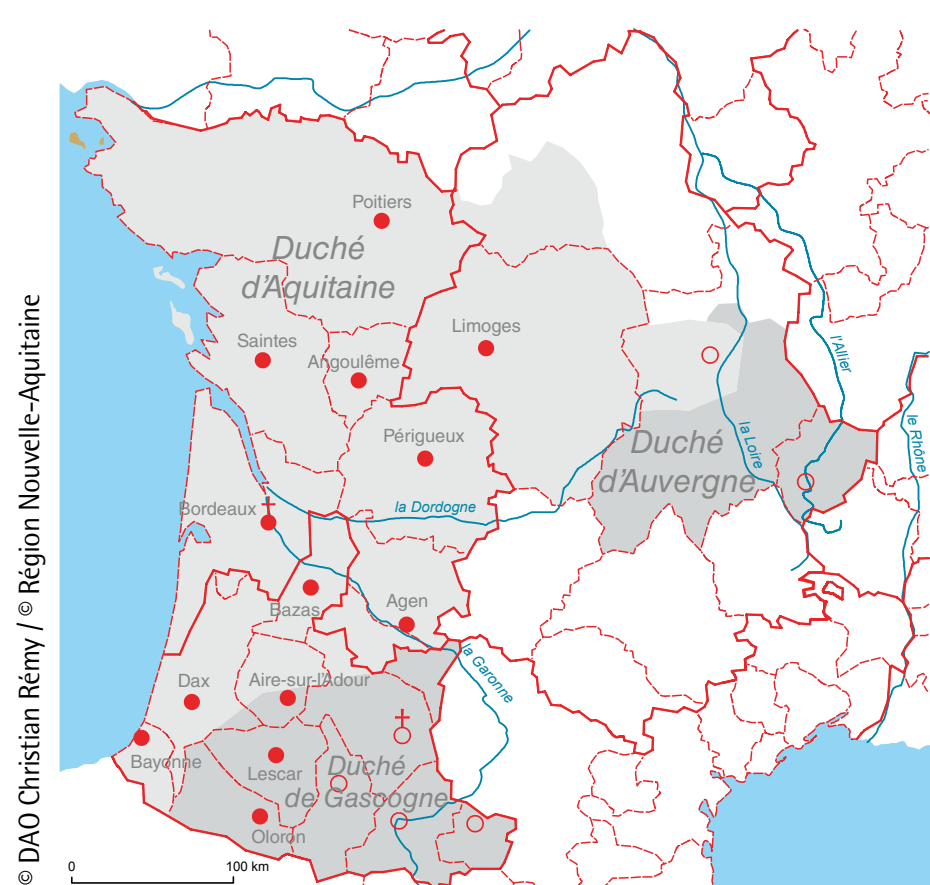 Poitiers
Duché
d'Aquitaine
Limoges
Saintes
Angoulême
l'Allier
Périgueux
Duché
d'Auvergne
la Loire
le Rhône
la Dordogne
Bordeaux
Bazas
Agen
la Garonne
Dax
Aire-sur-l'Adour
Bayonne
Lescar
Duché
de Gascogne
Oloron
0
100 km
© DAO Christian Rémy / © Région Nouvelle-Aquitaine